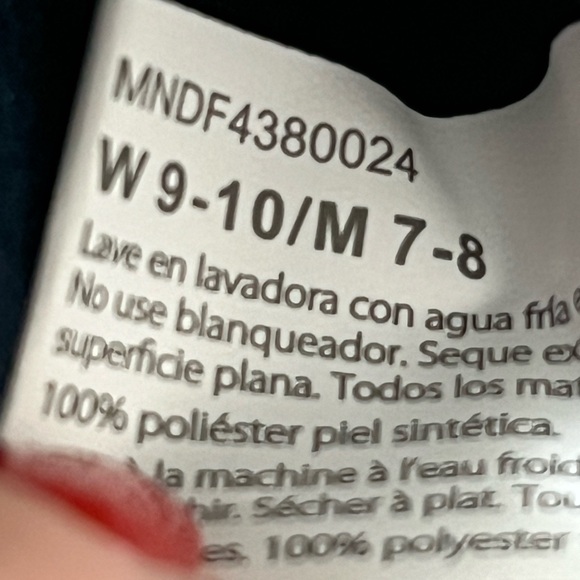 MNDF4380024
W 9-10/M 7-8
Lave en lavadora con agua fría
No use blanqueador. Seque
superficie plana. Todos los
100% poliéster piel sintética.
la machine à l'eau
Sécher à plat.
100% polyester